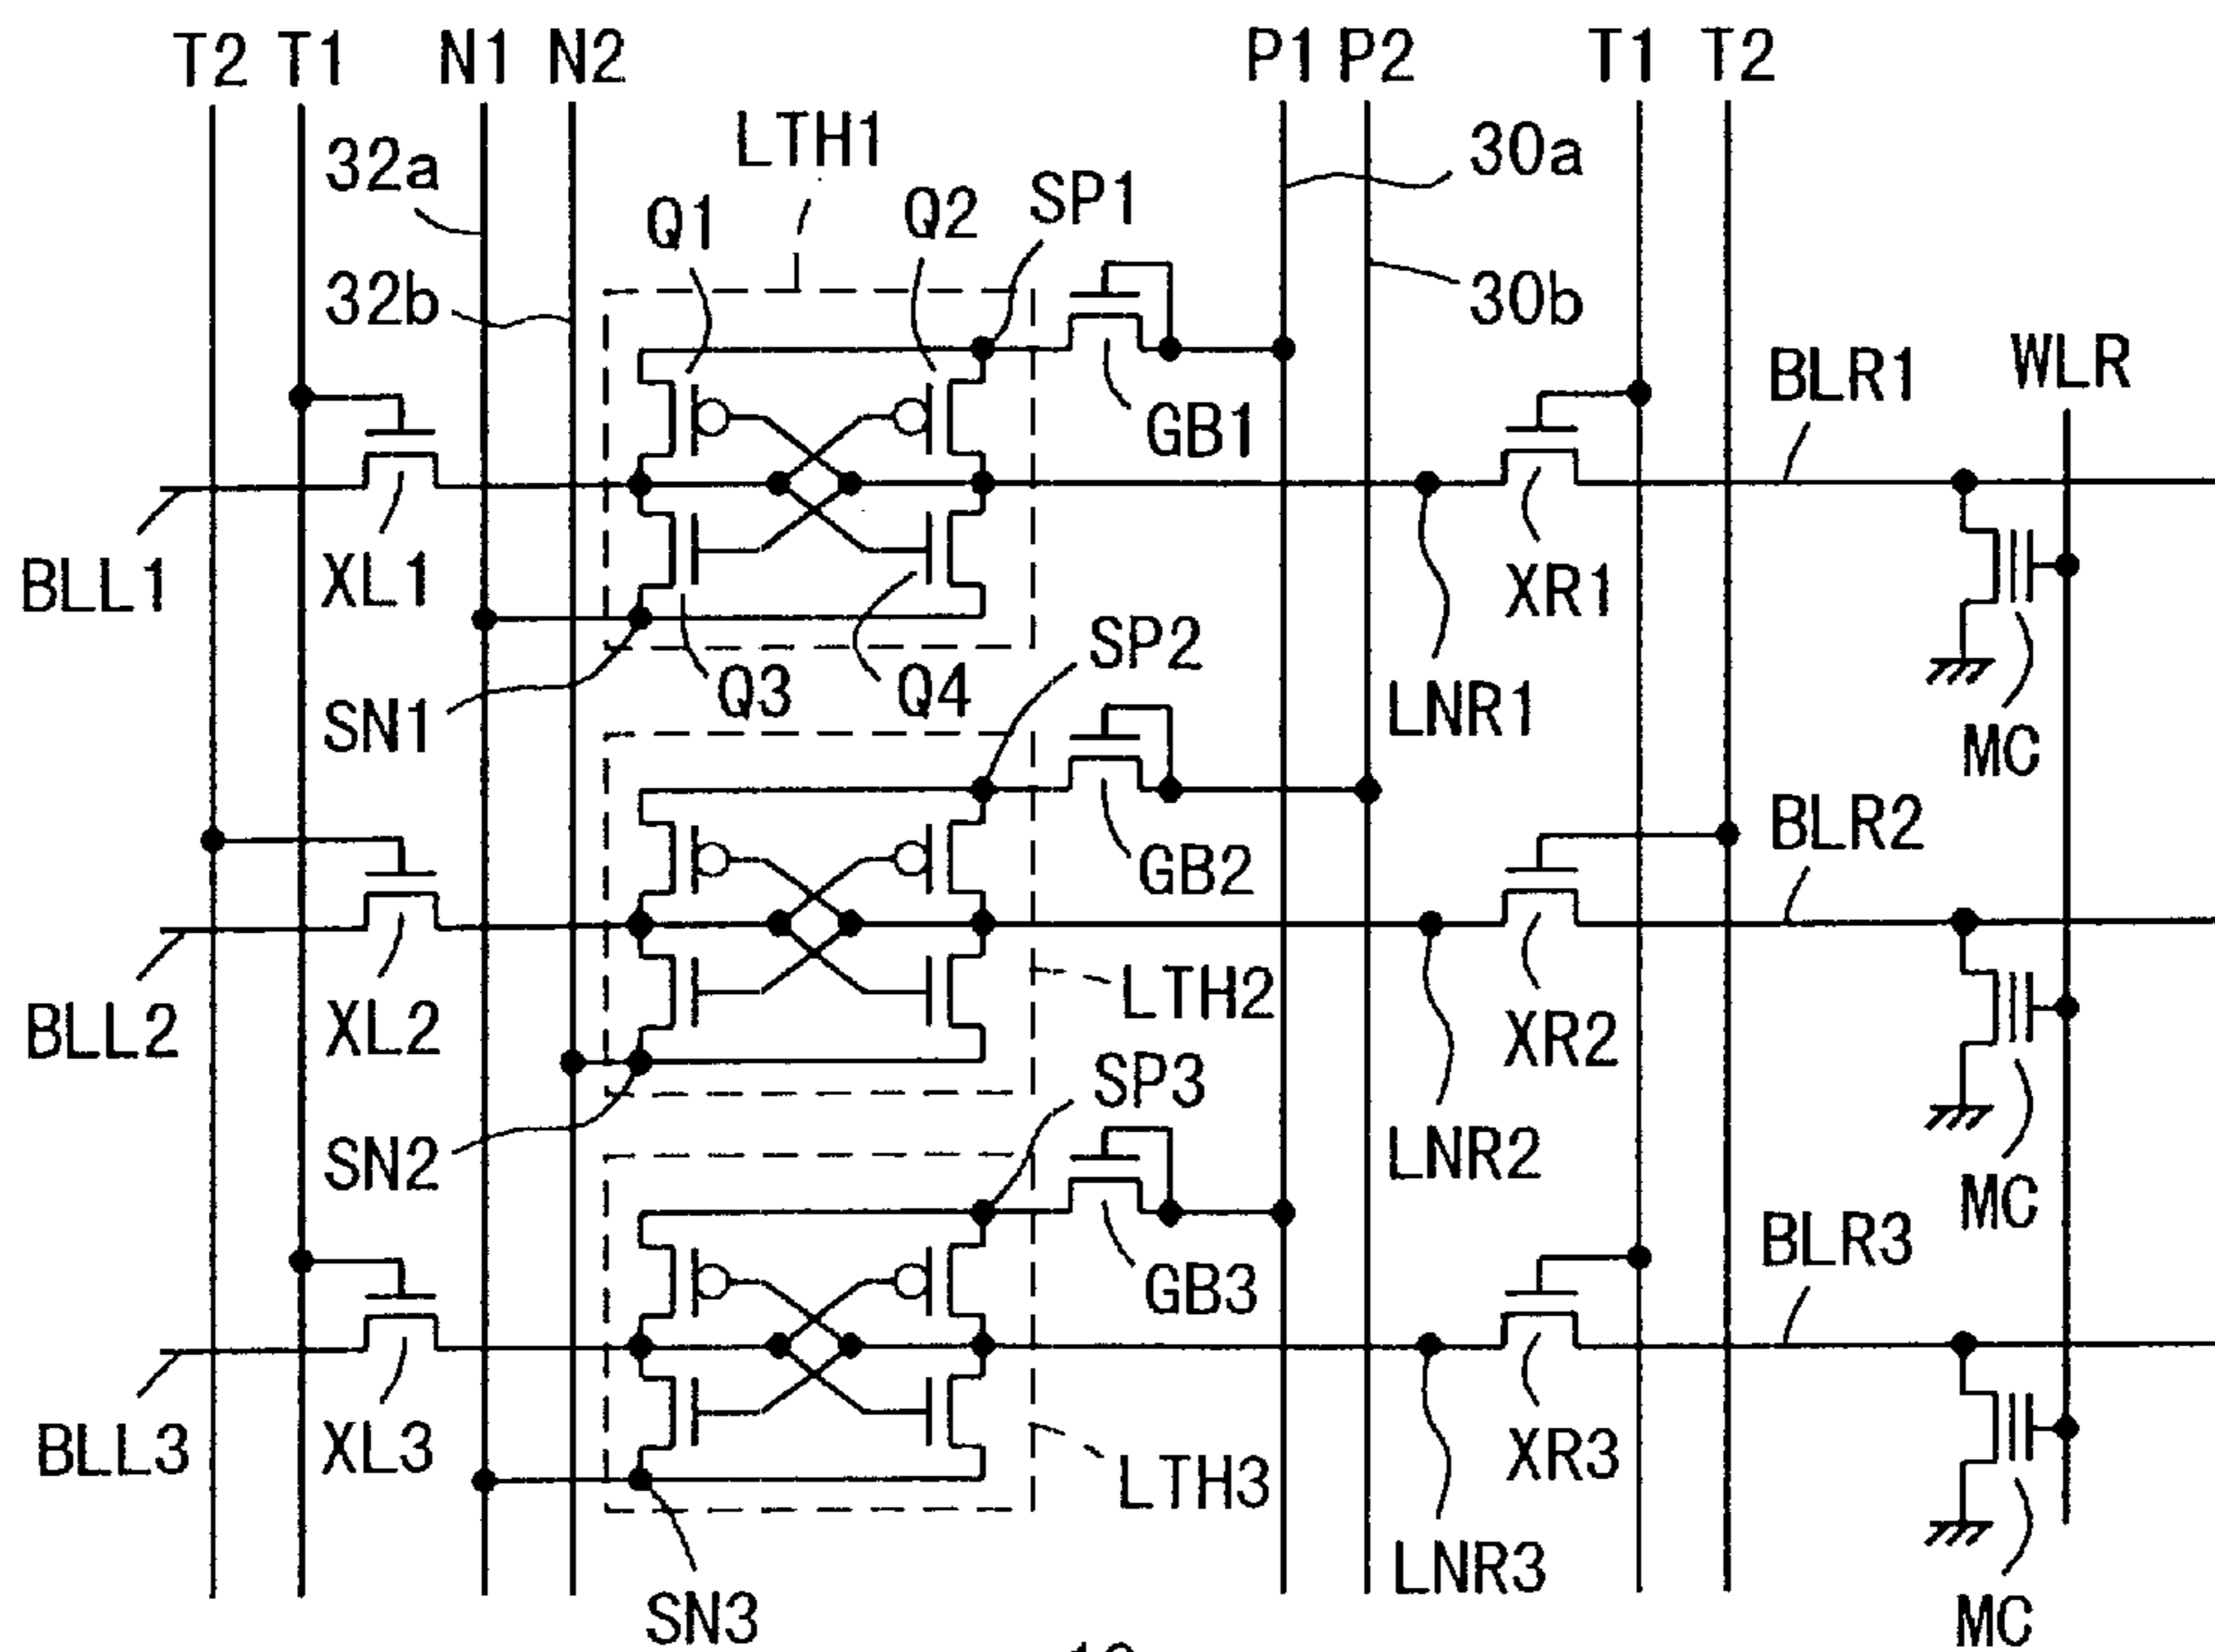 T2 T1 N1 N2 P1 P2 T1 T2
32a LTH1 30a
Q1 Q2 SP1
32b 30b
WLR
BLR1
GB1
BLL1 XL1 XR1
SP2
Q3 Q4 LNR1
SN1 MC
BLR2
GB2
BLL2 XL2 LTH2 XR2
SP3
SN2 LNR2 MC
BLR3
GB3
BLL3 XL3 LTH3 XR3
LNR3
SN3 MC